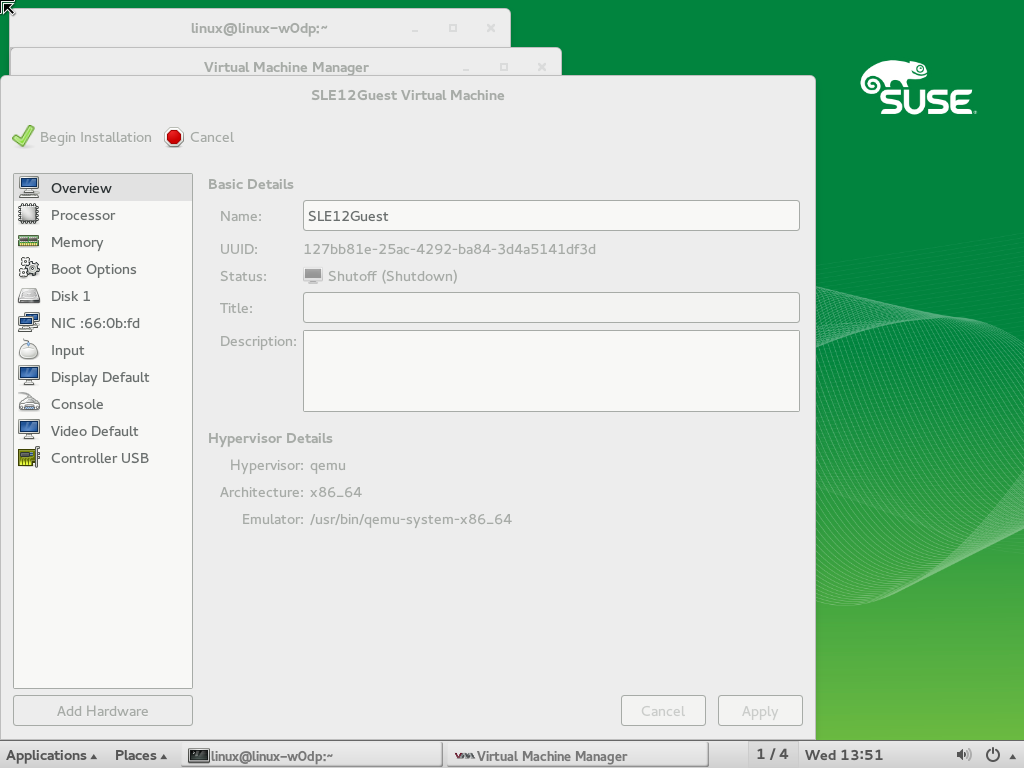 linux@linux-w0dp:~
Virtual Machine Manager
SLE12Guest Virtual Machine
SUSE
Begin Installation Cancel
Overview
Processor
Memory
Boot Options
Disk 1
NIC :66:0b:fd
Input
Display Default
Console
Video Default
Controller USB
Add Hardware
Basic Details
Name: SLE12Guest
UUID: 127bb81e-25ac-4292-ba84-3d4a5141df3d
Status: Shutoff (Shutdown)
Title:
Description:
Hypervisor Details
Hypervisor: qemu
Architecture: x86_64
Emulator: /usr/bin/qemu-system-x86_64
Cancel Apply
Applications Places linux@linux-w0dp:~ Virtual Machine Manager 1 / 4 Wed 13:51